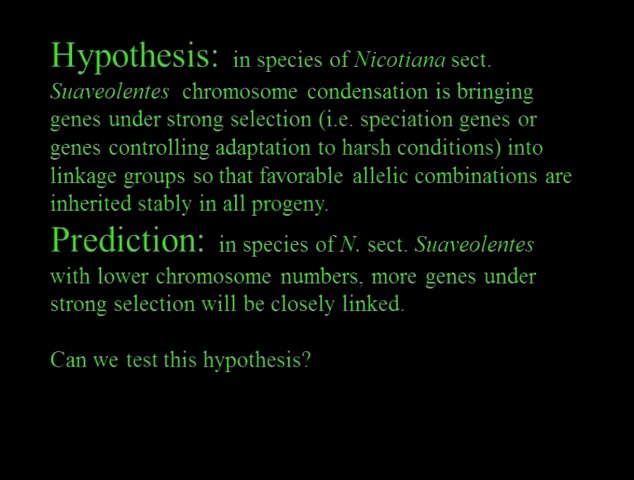 Hypothesis: in species of Nicotiana sect.
Suaveolentes chromosome condensation is bringing
genes under strong selection (i.e. speciation genes or
genes controlling adaptation to harsh conditions) into
linkage groups so that favorable allelic combinations are
inherited stably in all progeny.
Prediction: in species of N. sect. Suaveolentes
with lower chromosome numbers, more genes under
strong selection will be closely linked.
Can we test this hypothesis?